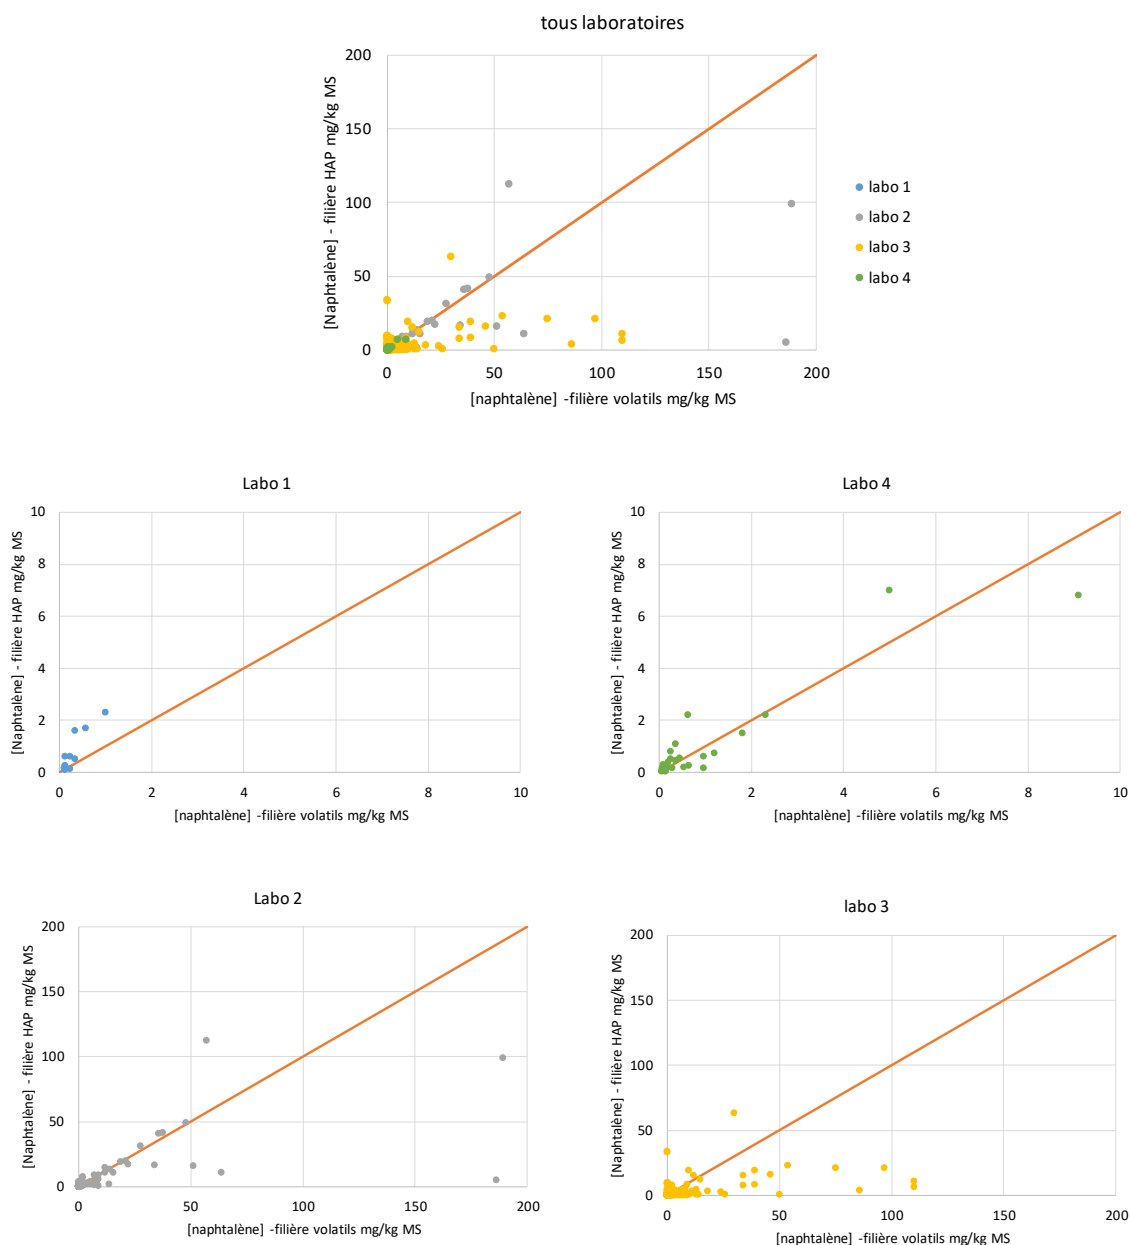 tous laboratoires
[Naphtalène] - filière HAP mg/kg MS
200
150
100
50
0
0 50 100 150 200
[naphtalène] -filière volatils mg/kg MS
labo 1
labo 2
labo 3
labo 4
Labo 1
[Naphtalène] - filière HAP mg/kg MS
10
8
6
4
2
0
0 2 4 6 8 10
[naphtalène] -filière volatils mg/kg MS
Labo 4
[Naphtalène] - filière HAP mg/kg MS
10
8
6
4
2
0
0 2 4 6 8 10
[naphtalène] -filière volatils mg/kg MS
Labo 2
[Naphtalène] - filière HAP mg/kg MS
200
150
100
50
0
0 50 100 150 200
[naphtalène] -filière volatils mg/kg MS
labo 3
[Naphtalène] - filière HAP mg/kg MS
200
150
100
50
0
0 50 100 150 200
[naphtalène] -filière volatils mg/kg MS